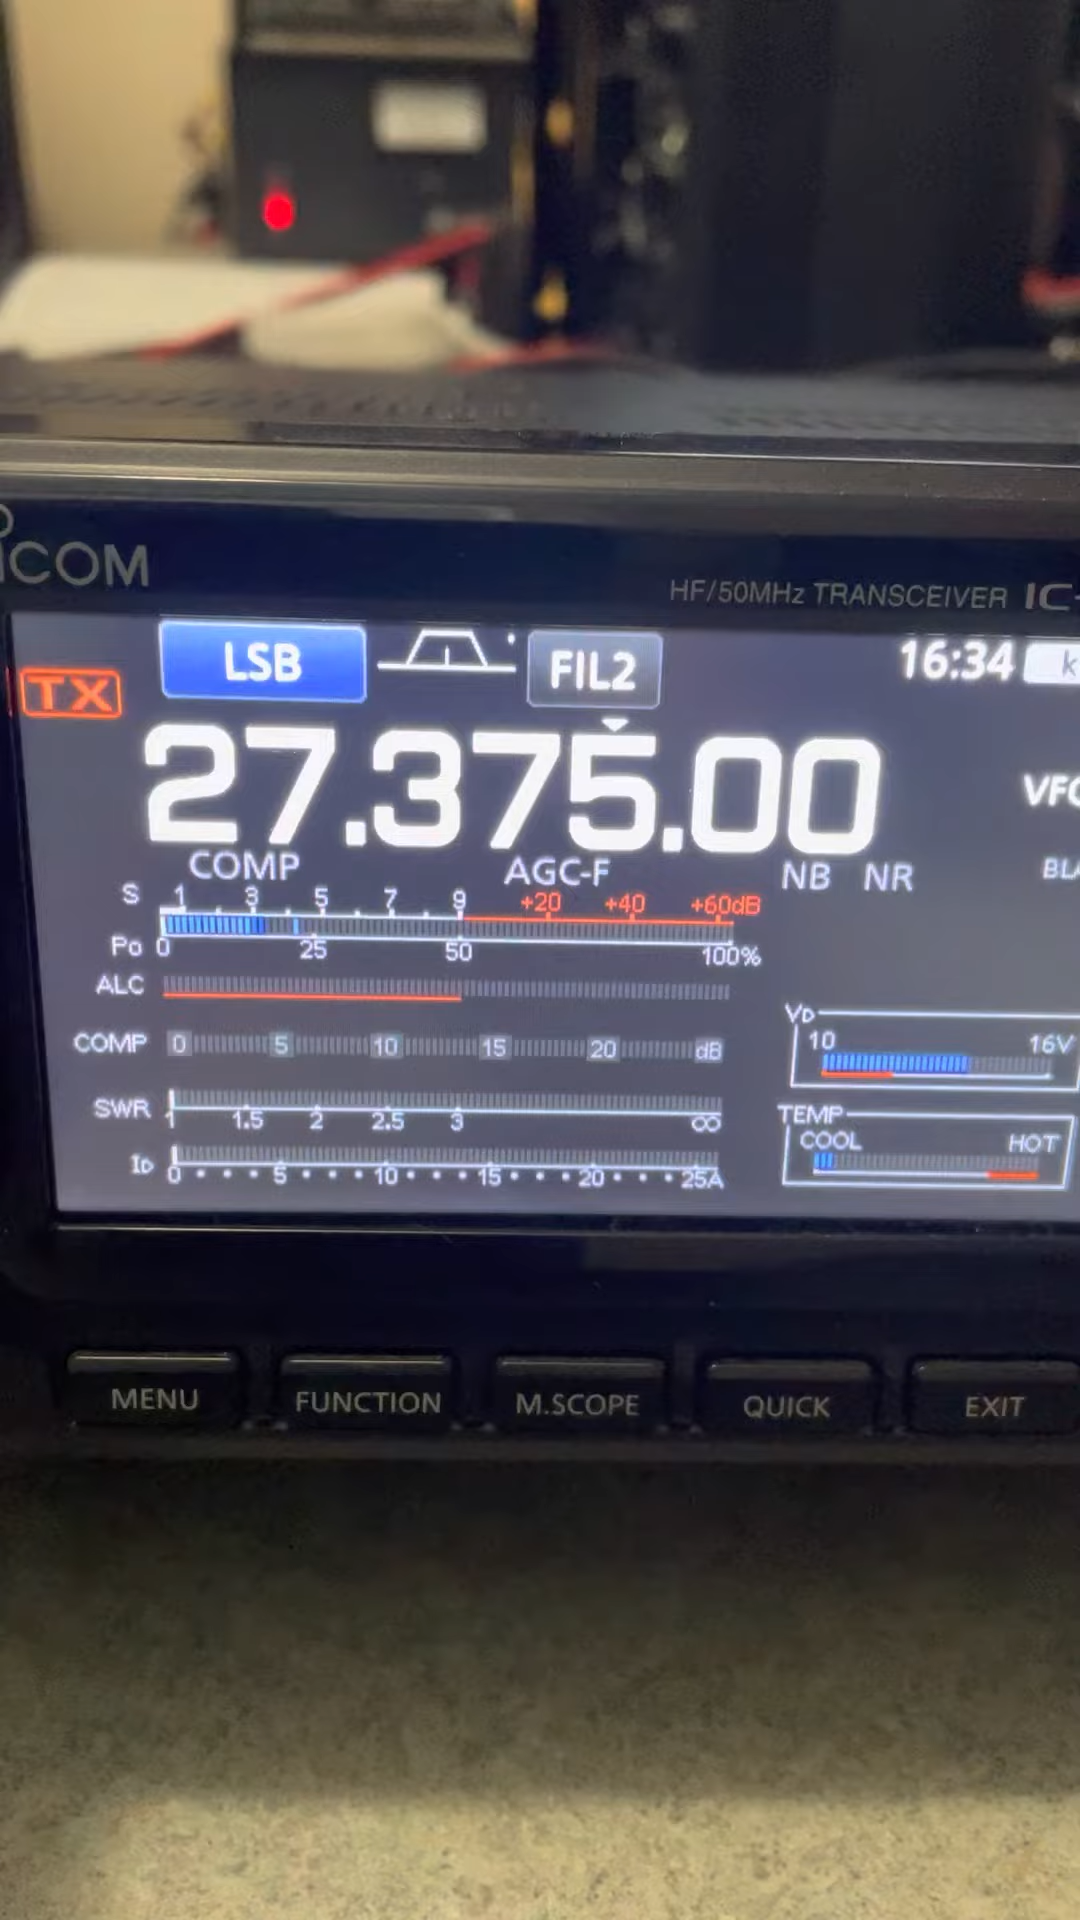 ICOM
HF/50MHz TRANSCEIVER IC-
LSB FIL2 16:34
TX
27.375.00
COMP AGC-F NB NR
S 1 3 5 7 9 +20 +40 +60dB
Po 0 25 50 100%
ALC
COMP 0 5 10 15 20 dB
SWR 1 1.5 2 2.5 3 ∞
ID 0 5 10 15 20 25A
VD
10 16V
TEMP
COOL HOT
MENU FUNCTION M.SCOPE QUICK EXIT